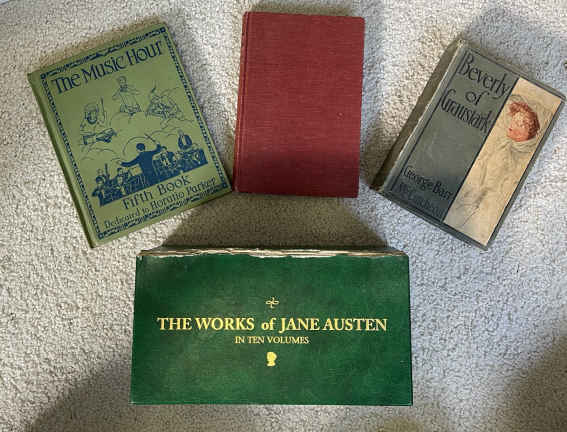 The Music Hour
Fifth Book
Dedicated to Horatio Parker
Beverly
of
Graustark
George Barr
McCutcheon
THE WORKS of JANE AUSTEN
IN TEN VOLUMES